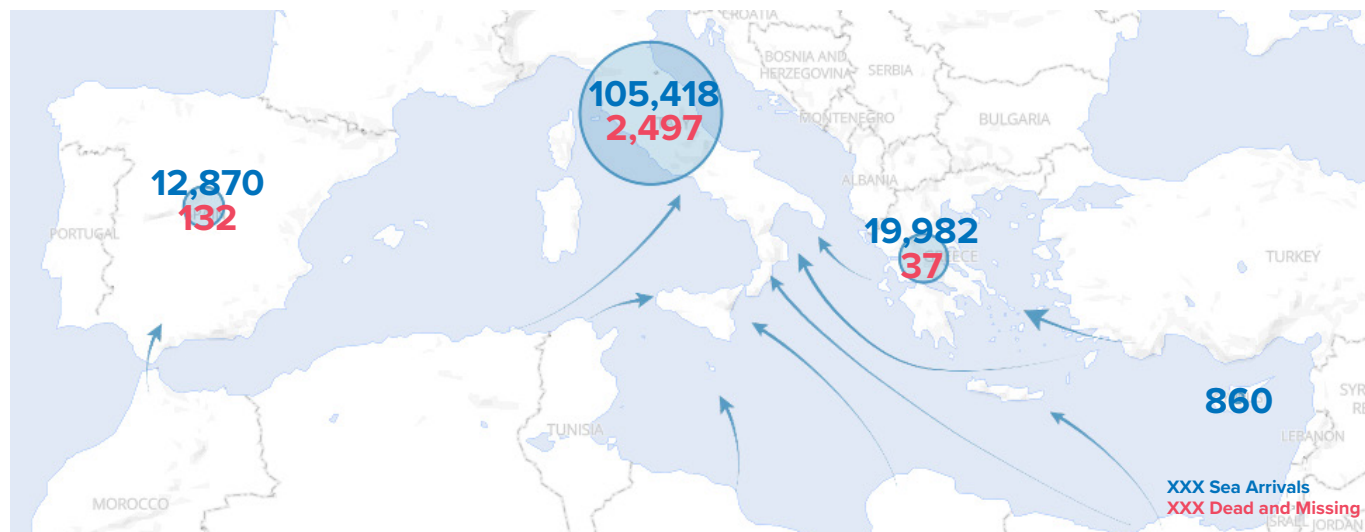 CROATIA
BOSNIA AND
HERZEGOVINA
SERBIA
105,418
2,497
MONTENEGRO
BULGARIA
12,870
132
ALBANIA
PORTUGAL
19,982
37
TURKEY
860
LEBANON
TUNISIA
MOROCCO
XXX Sea Arrivals
XXX Dead and Missing
ISRAEL
JORDAN